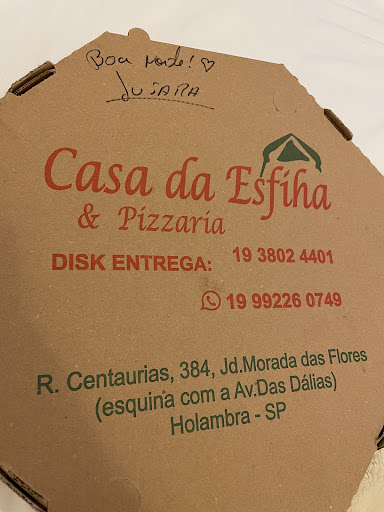 Boa Noite! ♡
JUSARA
Casa da Esfiha
& Pizzaria
DISK ENTREGA: 19 3802 4401
19 99226 0749
R. Centaurias, 384, Jd.Morada das Flores
(esquina com a Av.Das Dálias)
Holambra - SP